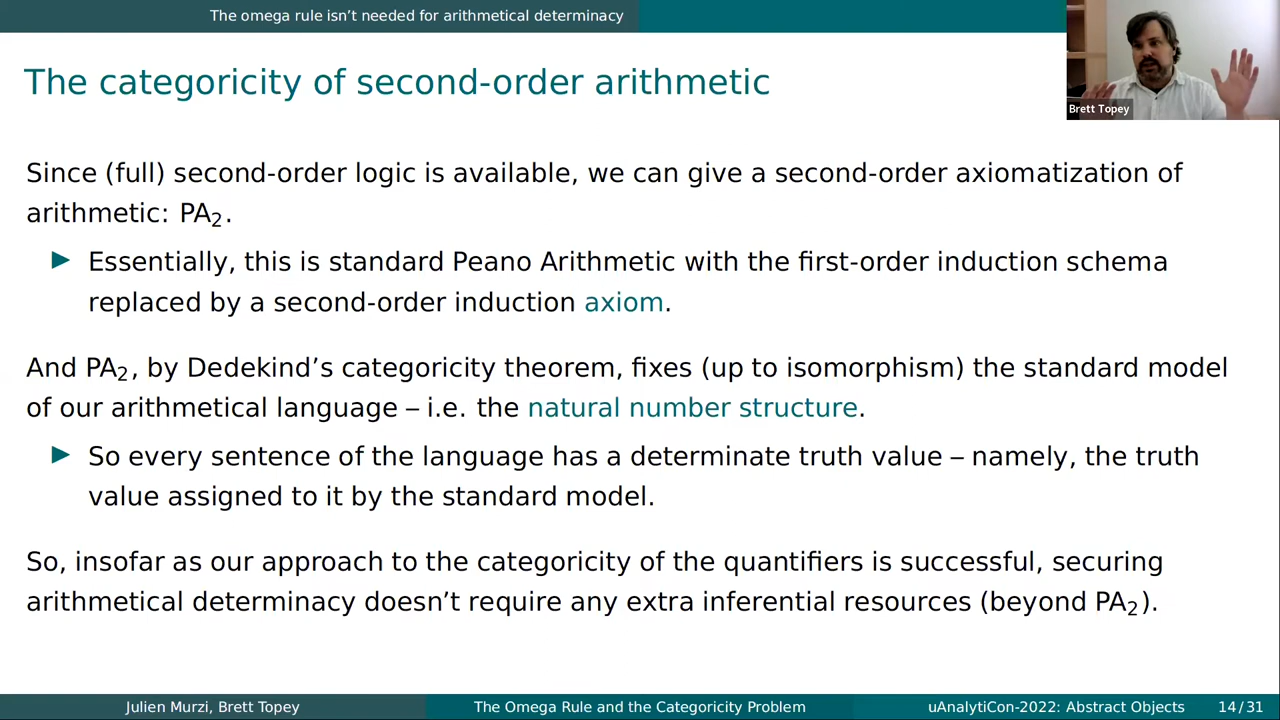 The omega rule isn’t needed for arithmetical determinacy
The categoricity of second-order arithmetic
Brett Topey
Since (full) second-order logic is available, we can give a second-order axiomatization of
arithmetic: PA₂.
▶ Essentially, this is standard Peano Arithmetic with the first-order induction schema
replaced by a second-order induction axiom.
And PA₂, by Dedekind’s categoricity theorem, fixes (up to isomorphism) the standard model
of our arithmetical language – i.e. the natural number structure.
▶ So every sentence of the language has a determinate truth value – namely, the truth
value assigned to it by the standard model.
So, insofar as our approach to the categoricity of the quantifiers is successful, securing
arithmetical determinacy doesn’t require any extra inferential resources (beyond PA₂).
Julien Murzi, Brett Topey
The Omega Rule and the Categoricity Problem
uAnalytiCon-2022: Abstract Objects
14/31